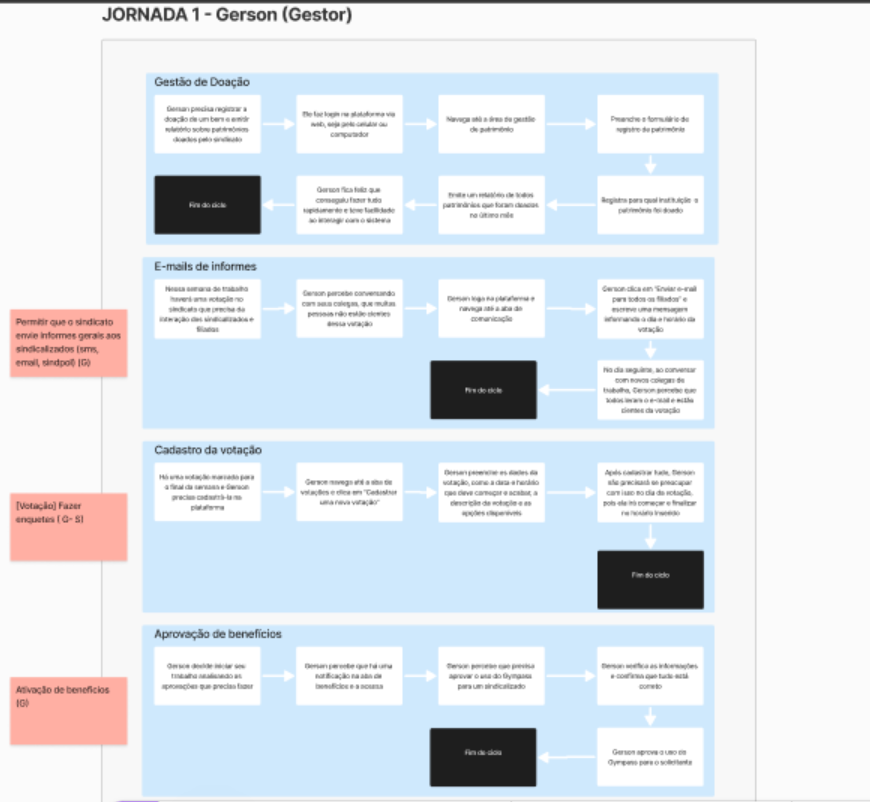 JORNADA 1 - Gerson (Gestor)
Gestão de Doação
Gerson precisa registrar a
doação de um bem e emitir
relatório sobre patrimônios
doados pelo sindicato
Ele faz login na plataforma via
web, seja pelo celular ou
computador
Navega até a área de gestão
de patrimônio
Preenche o formulário de
registro de patrimônio
Registra para qual instituição o
patrimônio foi doado
Emite um relatório de todos
patrimônios que foram doados
no último mês
Gerson fica feliz que
conseguiu fazer tudo
rapidamente e teve facilidade
ao interagir com o sistema
Fim do ciclo
E-mails de informes
Permitir que o sindicato
envie informes gerais aos
sindicalizados (sms,
email, sindpol) (G)
Nessa semana de trabalho
haverá uma votação no
sindicato que precisa da
interação dos sindicalizados e
filiados
Gerson percebe conversando
com seus colegas, que muitas
pessoas não estão cientes
dessa votação
Gerson loga na plataforma e
navega até a aba de
comunicação
Gerson clica em "Enviar e-mail
para todos os filiados" e
escreve uma mensagem
informando o dia e horário da
votação
No dia seguinte, ao conversar
com novos colegas de
trabalho, Gerson percebe que
todos leram o e-mail e estão
cientes da votação
Fim do ciclo
Cadastro da votação
[Votação] Fazer
enquetes ( G- S)
Há uma votação marcada para
o final da semana e Gerson
precisa cadastrá-la na
plataforma
Gerson navega até a aba de
votações e clica em "Cadastrar
uma nova votação"
Gerson preenche os dados da
votação, como a data e horário
que deve começar e acabar, a
descrição da votação e as
opções disponíveis
Após cadastrar tudo, Gerson
não precisará se preocupar
com isso no dia da votação,
pois ela irá começar e finalizar
no horário inserido
Fim do ciclo
Aprovação de benefícios
Ativação de benefícios
(G)
Gerson decide iniciar seu
trabalho analisando as
aprovações que precisa fazer
Gerson percebe que há uma
notificação na aba de
benefícios e a acessa
Gerson percebe que precisa
aprovar o uso do Gympass
para um sindicalizado
Gerson verifica as informações
e confirma que tudo está
correto
Gerson aprova o uso do
Gympass para o solicitante
Fim do ciclo